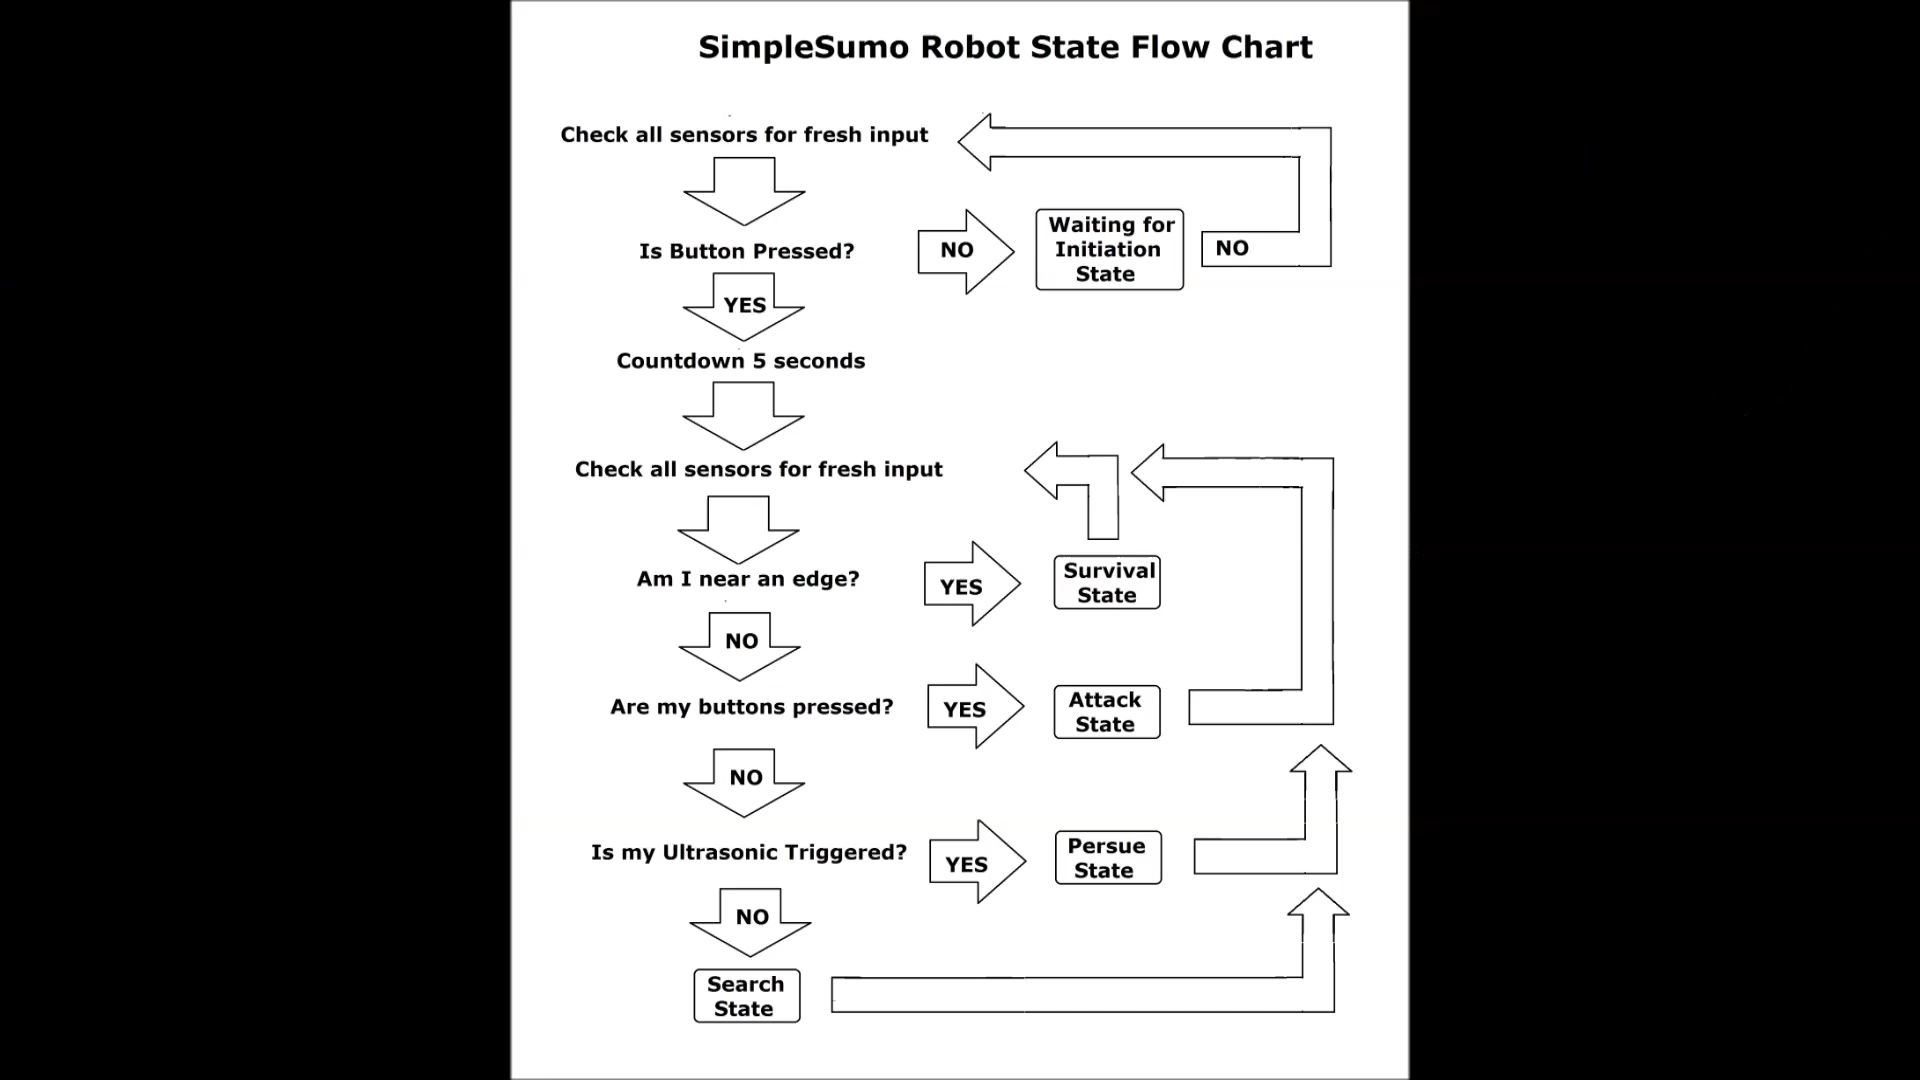 SimpleSumo Robot State Flow Chart
Check all sensors for fresh input
Is Button Pressed?
NO
Waiting for
Initiation
State
NO
YES
Countdown 5 seconds
Check all sensors for fresh input
Am I near an edge?
YES
Survival
State
NO
Are my buttons pressed?
YES
Attack
State
NO
Is my Ultrasonic Triggered?
YES
Persue
State
NO
Search
State